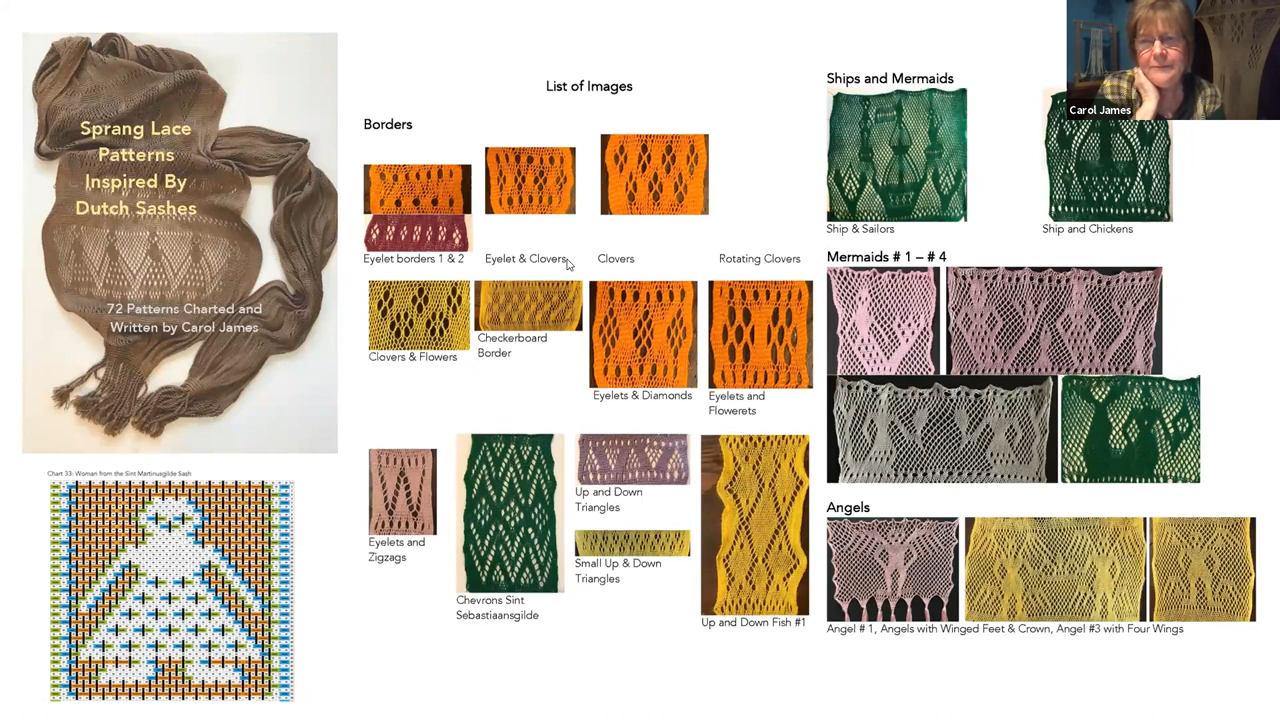 Sprang Lace
Patterns
Inspired By
Dutch Sashes
72 Patterns Charted and
Written by Carol James
Chart 33: Woman from the Sint Martinusgilde Sash
List of Images
Borders
Eyelet borders 1 & 2
Eyelet & Clovers
Clovers
Rotating Clovers
Clovers & Flowers
Checkerboard
Border
Eyelets & Diamonds
Eyelets and
Flowerets
Eyelets and
Zigzags
Chevrons Sint
Sebastiaansgilde
Up and Down
Triangles
Small Up & Down
Triangles
Up and Down Fish #1
Ships and Mermaids
Ship & Sailors
Ship and Chickens
Mermaids # 1 – # 4
Angels
Angel # 1, Angels with Winged Feet & Crown, Angel #3 with Four Wings
Carol James